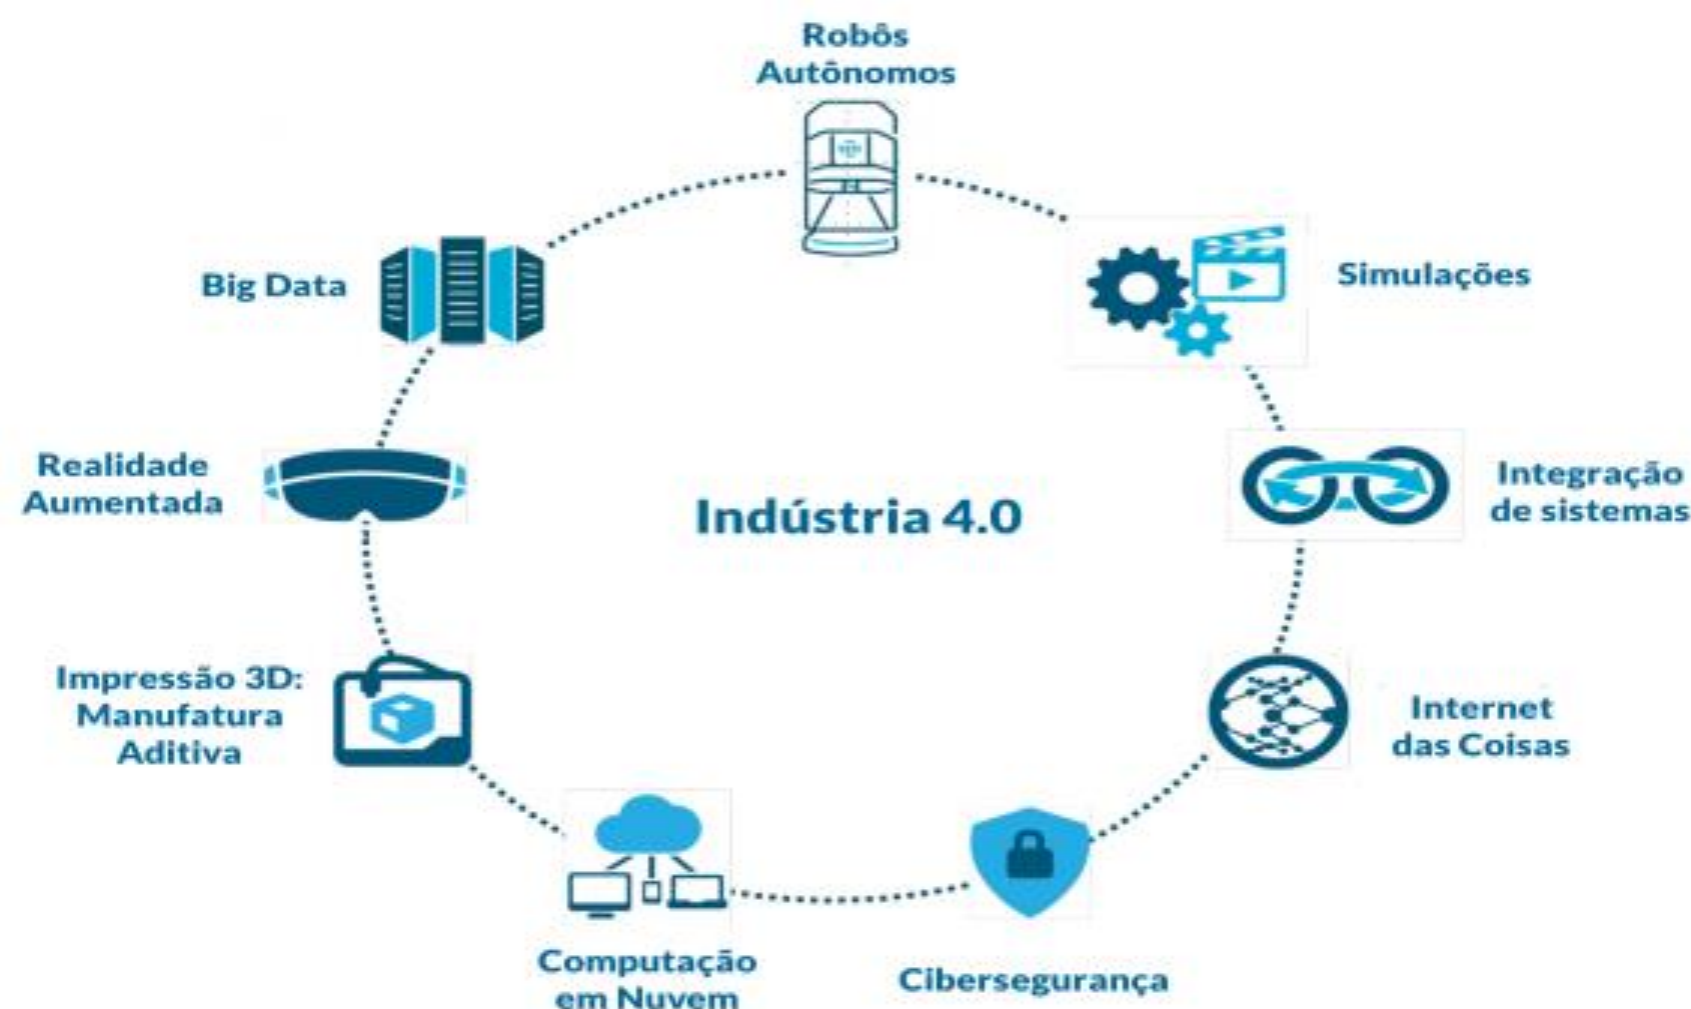 Robôs
Autônomos
Simulações
Integração
de sistemas
Internet
das Coisas
Cibersegurança
Computação
em Nuvem
Impressão 3D:
Manufatura
Aditiva
Realidade
Aumentada
Big Data
Indústria 4.0